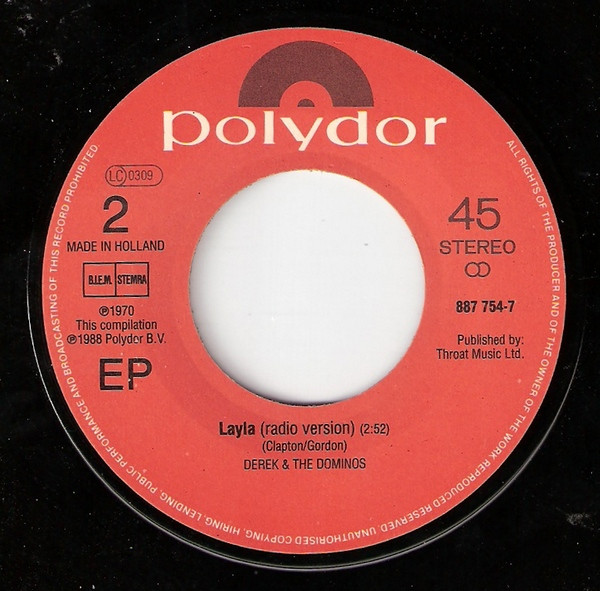 polydor
LC 0309
2
MADE IN HOLLAND
B.I.E.M. STEMRA
℗1970
This compilation
℗1988 Polydor B.V.
EP
45
STEREO
887 754-7
Published by:
Throat Music Ltd.
Layla (radio version) (2:52)
(Clapton/Gordon)
DEREK & THE DOMINOS
ALL RIGHTS OF THE PRODUCER AND OF THE OWNER OF THE WORK REPRODUCED RESERVED. UNAUTHORISED COPYING, HIRING, LENDING, PUBLIC PERFORMANCE AND BROADCASTING OF THIS RECORD PROHIBITED.